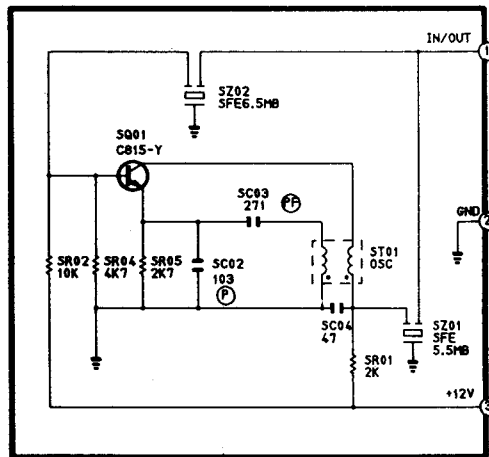 IN/OUT
1
SZ02
SFE6.5MB
SQ01
C815-Y
SC03
271
PF
GND
2
SR02
10K
SR04
4K7
SR05
2K7
SC02
103
P
ST01
OSC
SC04
47
SZ01
SFE
5.5MB
SR01
2K
+12V
3